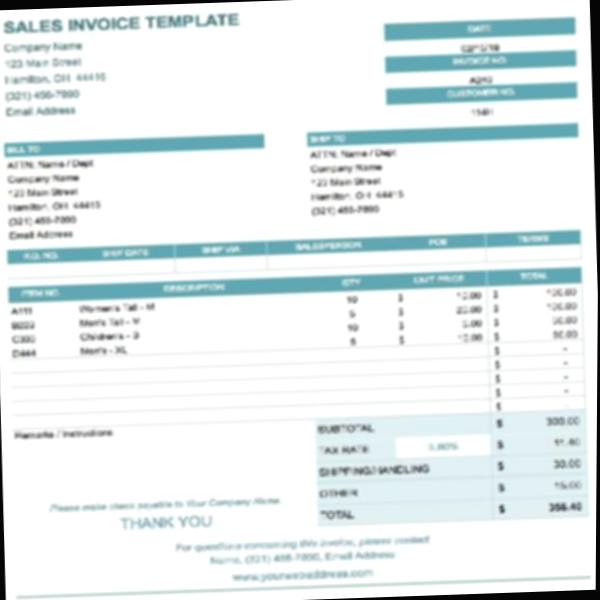 SALES INVOICE TEMPLATE
Company Name
123 Main Street
Hamilton, OH 44416
(321) 456-7890
Email Address
DATE
INVOICE NO.
A246
CUSTOMER NO.
BILL TO
ATTN: Name / Dept
Company Name
123 Main Street
Hamilton, OH 44415
(321) 456-7890
Email Address
SHIP TO
ATTN: Name / Dept
Company Name
123 Main Street
Hamilton, OH 44415
(321) 456-7890
P.O. NO. SHIP DATE SHIP VIA SALESPERSON FOB TERMS
ITEM NO. DESCRIPTION QTY UNIT PRICE TOTAL
A111 Women's Tall - M 10 $ 10.00 $ 100.00
B222 Men's Tall - M 5 $ 20.00 $ 100.00
C333 Children's - S 10 $ 5.00 $ 50.00
D444 Men's - XL 5 $ 10.00 $ 50.00
$ -
$ -
$ -
$ -
$
Remarks / Instructions
SUBTOTAL $ 300.00
TAX RATE 3.80% $ 11.40
SHIPPING/HANDLING $ 30.00
OTHER $ 15.00
TOTAL $ 356.40
Please make check payable to Your Company Name.
THANK YOU
For questions concerning this invoice, please contact
Name, (321) 456-7890, Email Address
www.yourwebaddress.com